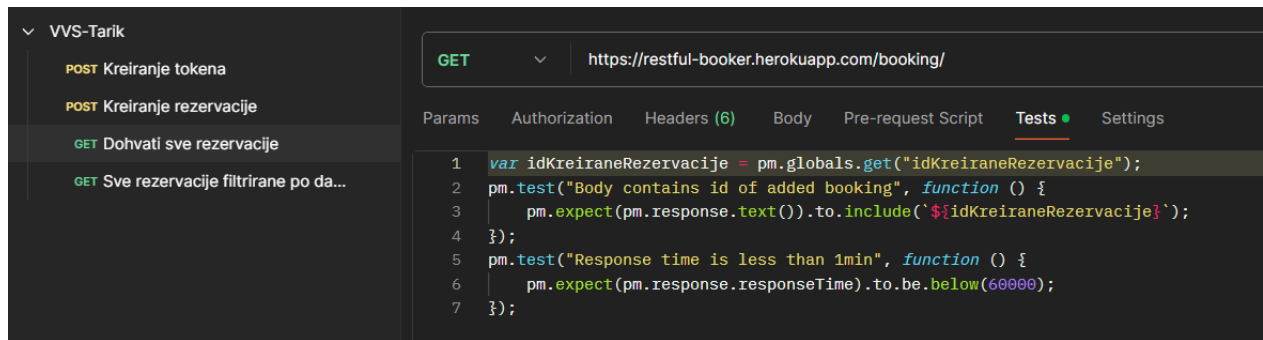 VVS-Tarik
POST Kreiranje tokena
POST Kreiranje rezervacije
GET Dohvati sve rezervacije
GET Sve rezervacije filtrirane po da...
GET https://restful-booker.herokuapp.com/booking/
Params Authorization Headers (6) Body Pre-request Script Tests Settings
1 var idKreiraneRezervacije = pm.globals.get("idKreiraneRezervacije");
2 pm.test("Body contains id of added booking", function () {
3 pm.expect(pm.response.text()).to.include(`${idKreiraneRezervacije}`);
4 });
5 pm.test("Response time is less than 1min", function () {
6 pm.expect(pm.response.responseTime).to.be.below(60000);
7 });